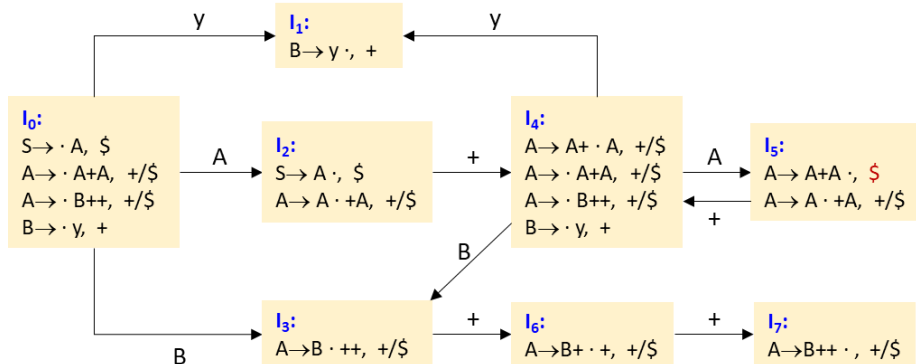 y
y
I₁:
B→ y ·, +
I₀:
S→ · A, $
A→ · A+A, +/$
A→ · B++, +/$
B→ · y, +
A
I₂:
S→ A ·, $
A→ A · +A, +/$
+
I₄:
A→ A+ · A, +/$
A→ · A+A, +/$
A→ · B++, +/$
B→ · y, +
A
+
I₅:
A→ A+A ·, $
A→ A · +A, +/$
B
B
I₃:
A→B · ++, +/$
+
I₆:
A→B+ · +, +/$
+
I₇:
A→B++ · , +/$